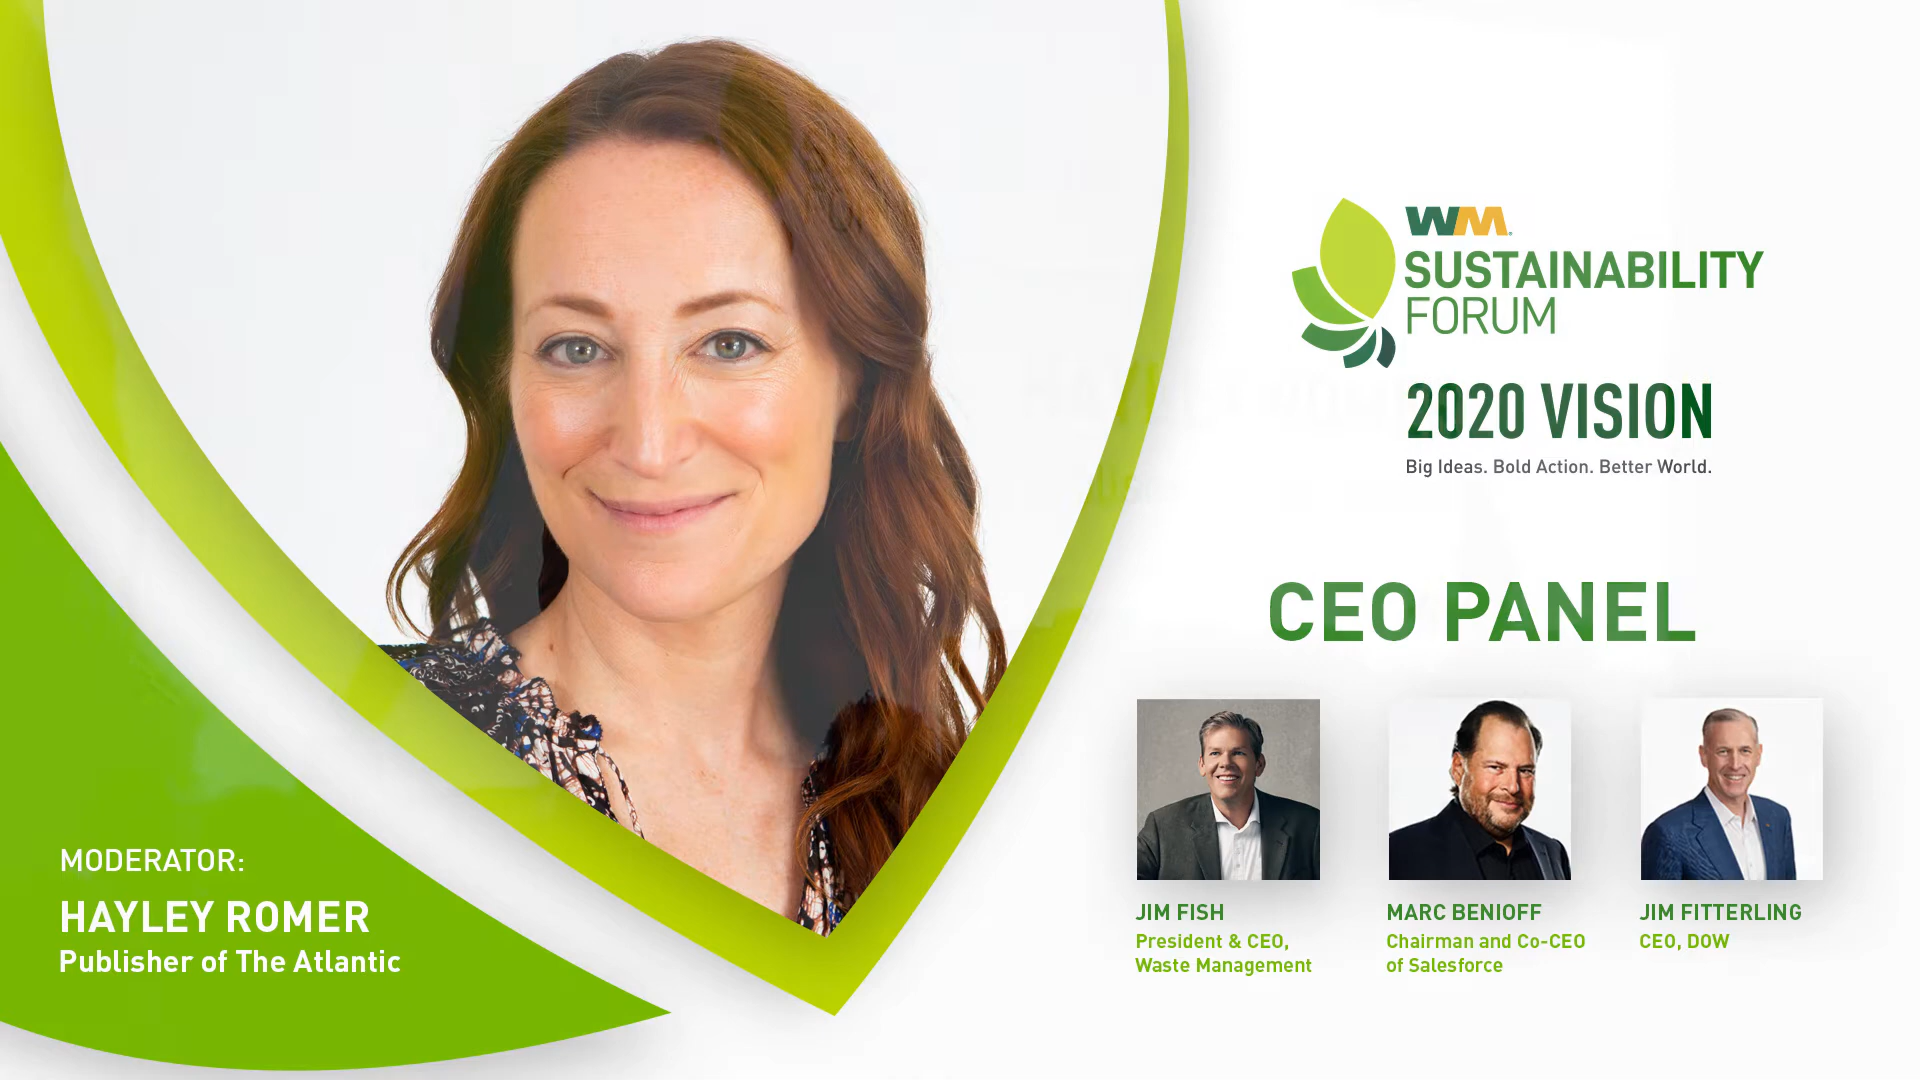 WM
SUSTAINABILITY
FORUM
2020 VISION
Big Ideas. Bold Action. Better World.
CEO PANEL
MODERATOR:
HAYLEY ROMER
Publisher of The Atlantic
JIM FISH
President & CEO,
Waste Management
MARC BENIOFF
Chairman and Co-CEO
of Salesforce
JIM FITTERLING
CEO, DOW